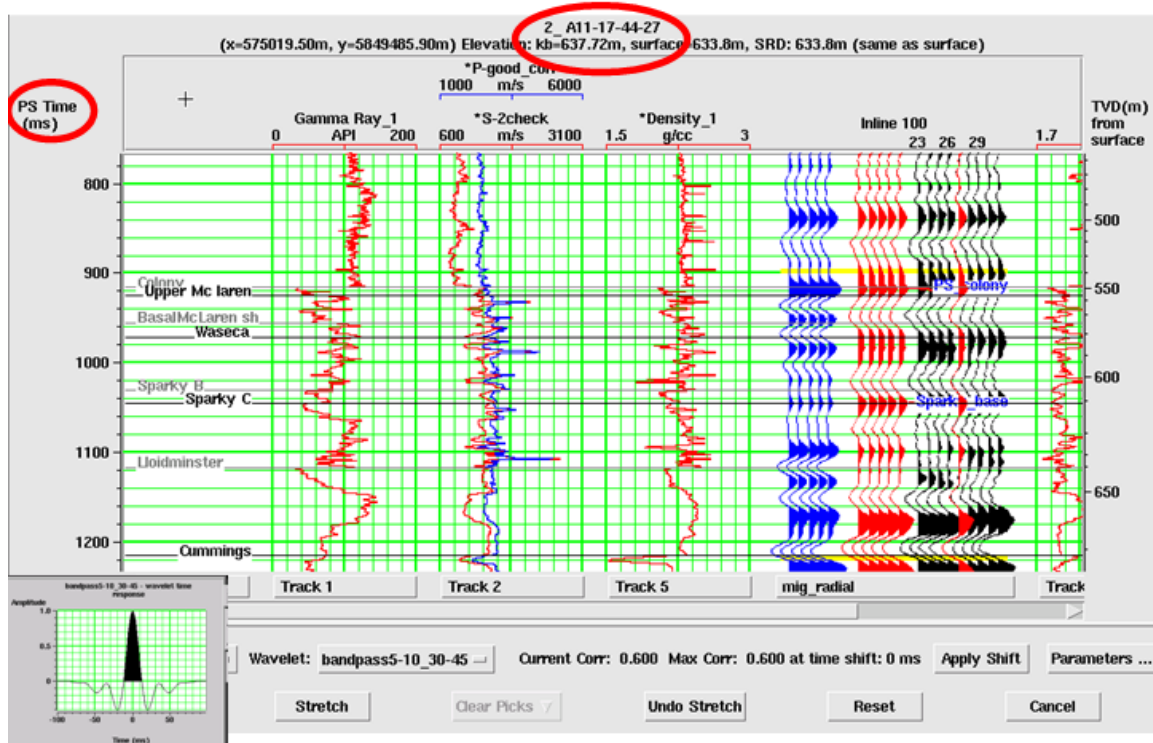 2_ A11-17-44-27
(x=575019.50m, y=5849485.90m) Elevation: kb=637.72m, surface=633.8m, SRD: 633.8m (same as surface)
*P-good_corr
1000 m/s 6000
PS Time
(ms)
TVD(m)
from
surface
Gamma Ray_1
0 API 200
*S-2check
600 m/s 3100
*Density_1
1.5 g/cc 3
Inline 100
23 26 29
1.7
800
500
900
Colony
Upper Mc laren
PS_colony
550
BasalMcLaren sh
Waseca
1000
600
Sparky B
Sparky C
Spark _base
1100
Lloidminster
650
1200
Cummings
Track 1
Track 2
Track 5
mig_radial
Track
bandpass5-10_30-45 - wavelet time
response
Amplitude
1.0
0.5
0
-100 -50 0 50
Time (ms)
Wavelet: bandpass5-10_30-45
Current Corr: 0.600 Max Corr: 0.600 at time shift: 0 ms
Apply Shift
Parameters ...
Stretch
Clear Picks
Undo Stretch
Reset
Cancel